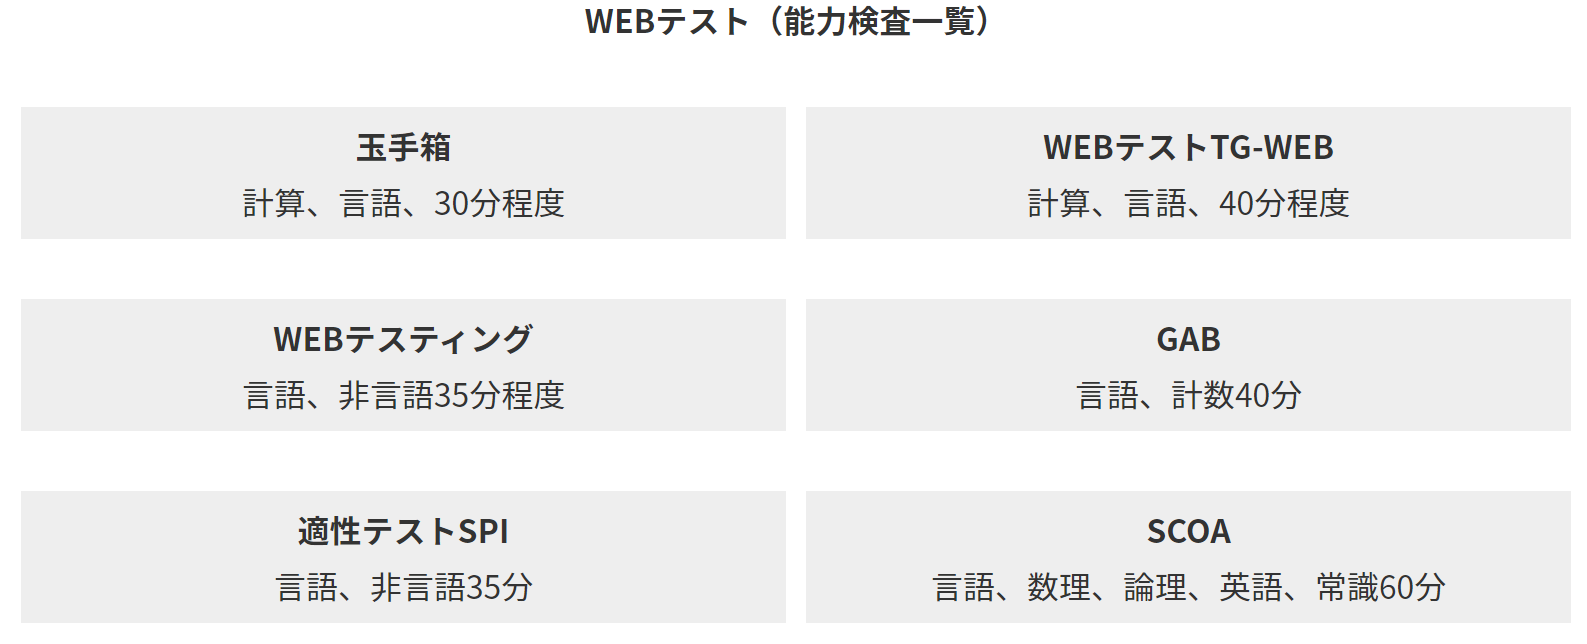 WEBテスト（能力検査一覧）
玉手箱
計算、言語、30分程度
WEBテストTG-WEB
計算、言語、40分程度
WEBテスティング
言語、非言語35分程度
GAB
言語、計数40分
適性テストSPI
言語、非言語35分
SCOA
言語、数理、論理、英語、常識60分